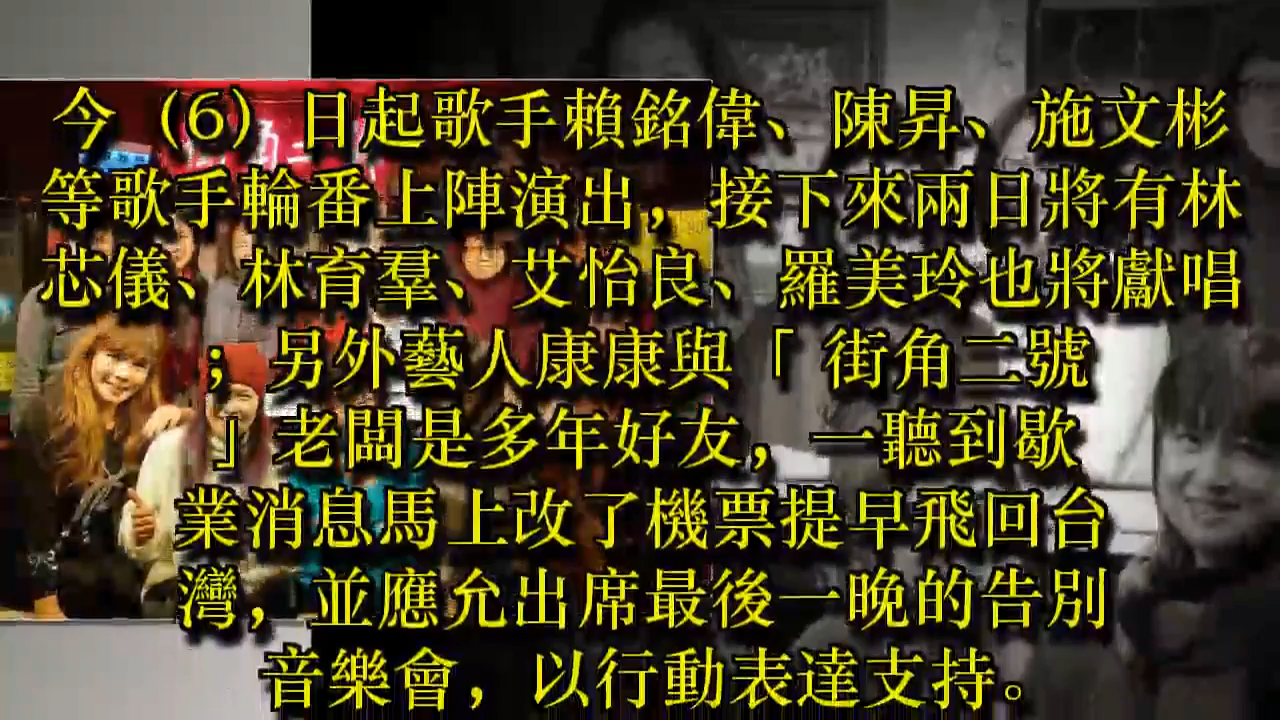 今（6）日起歌手賴銘偉、陳昇、施文彬
等歌手輪番上陣演出，接下來兩日將有林
芯儀、林育羣、艾怡良、羅美玲也將獻唱
；另外藝人康康與「街角二號
」老闆是多年好友，一聽到歇
業消息馬上改了機票提早飛回台
灣，並應允出席最後一晚的告別
音樂會，以行動表達支持。